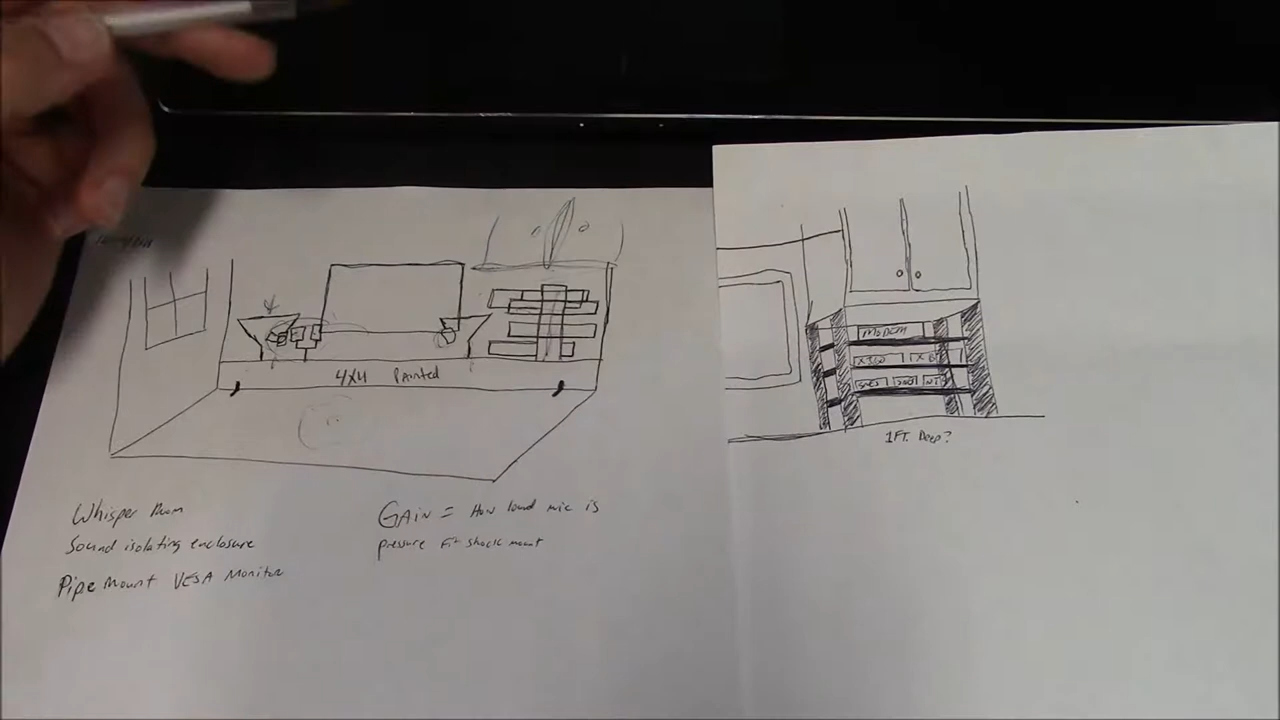 4x4 Painted
Whisper Room
Sound isolating enclosure
Pipe Mount VESA Monitor
GAIN = How loud mic is
pressure Fit shock mount
MODEM
X360
SNES
1FT. Deep?